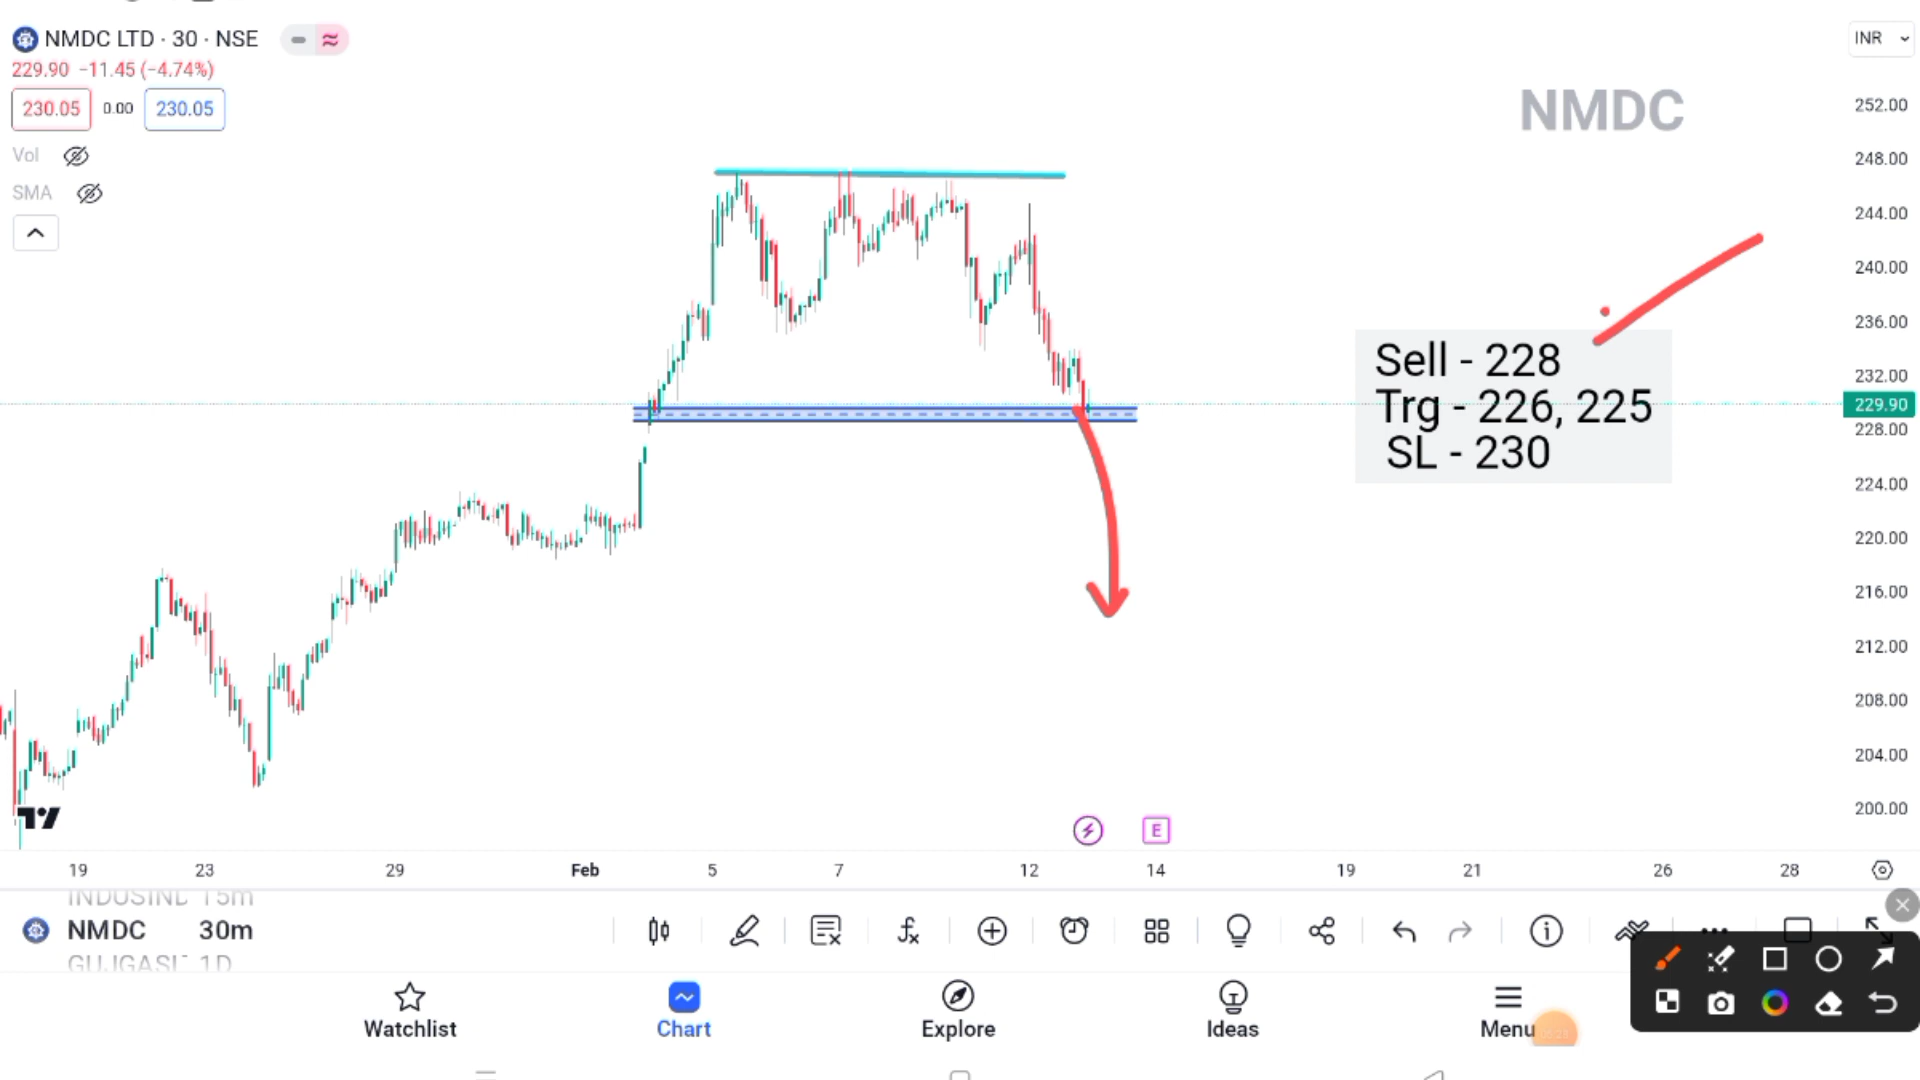 NMDC LTD · 30 · NSE
INR
229.90 −11.45 (−4.74%)
230.05 0.00 230.05
Vol
SMA
NMDC
252.00
248.00
244.00
240.00
236.00
232.00
229.90
228.00
224.00
220.00
216.00
212.00
208.00
204.00
200.00
Sell - 228
Trg - 226, 225
SL - 230
E
19 23 29 Feb 5 7 12 14 19 21 26 28
15m
NMDC 30m
1D
Watchlist Chart Explore Ideas Menu